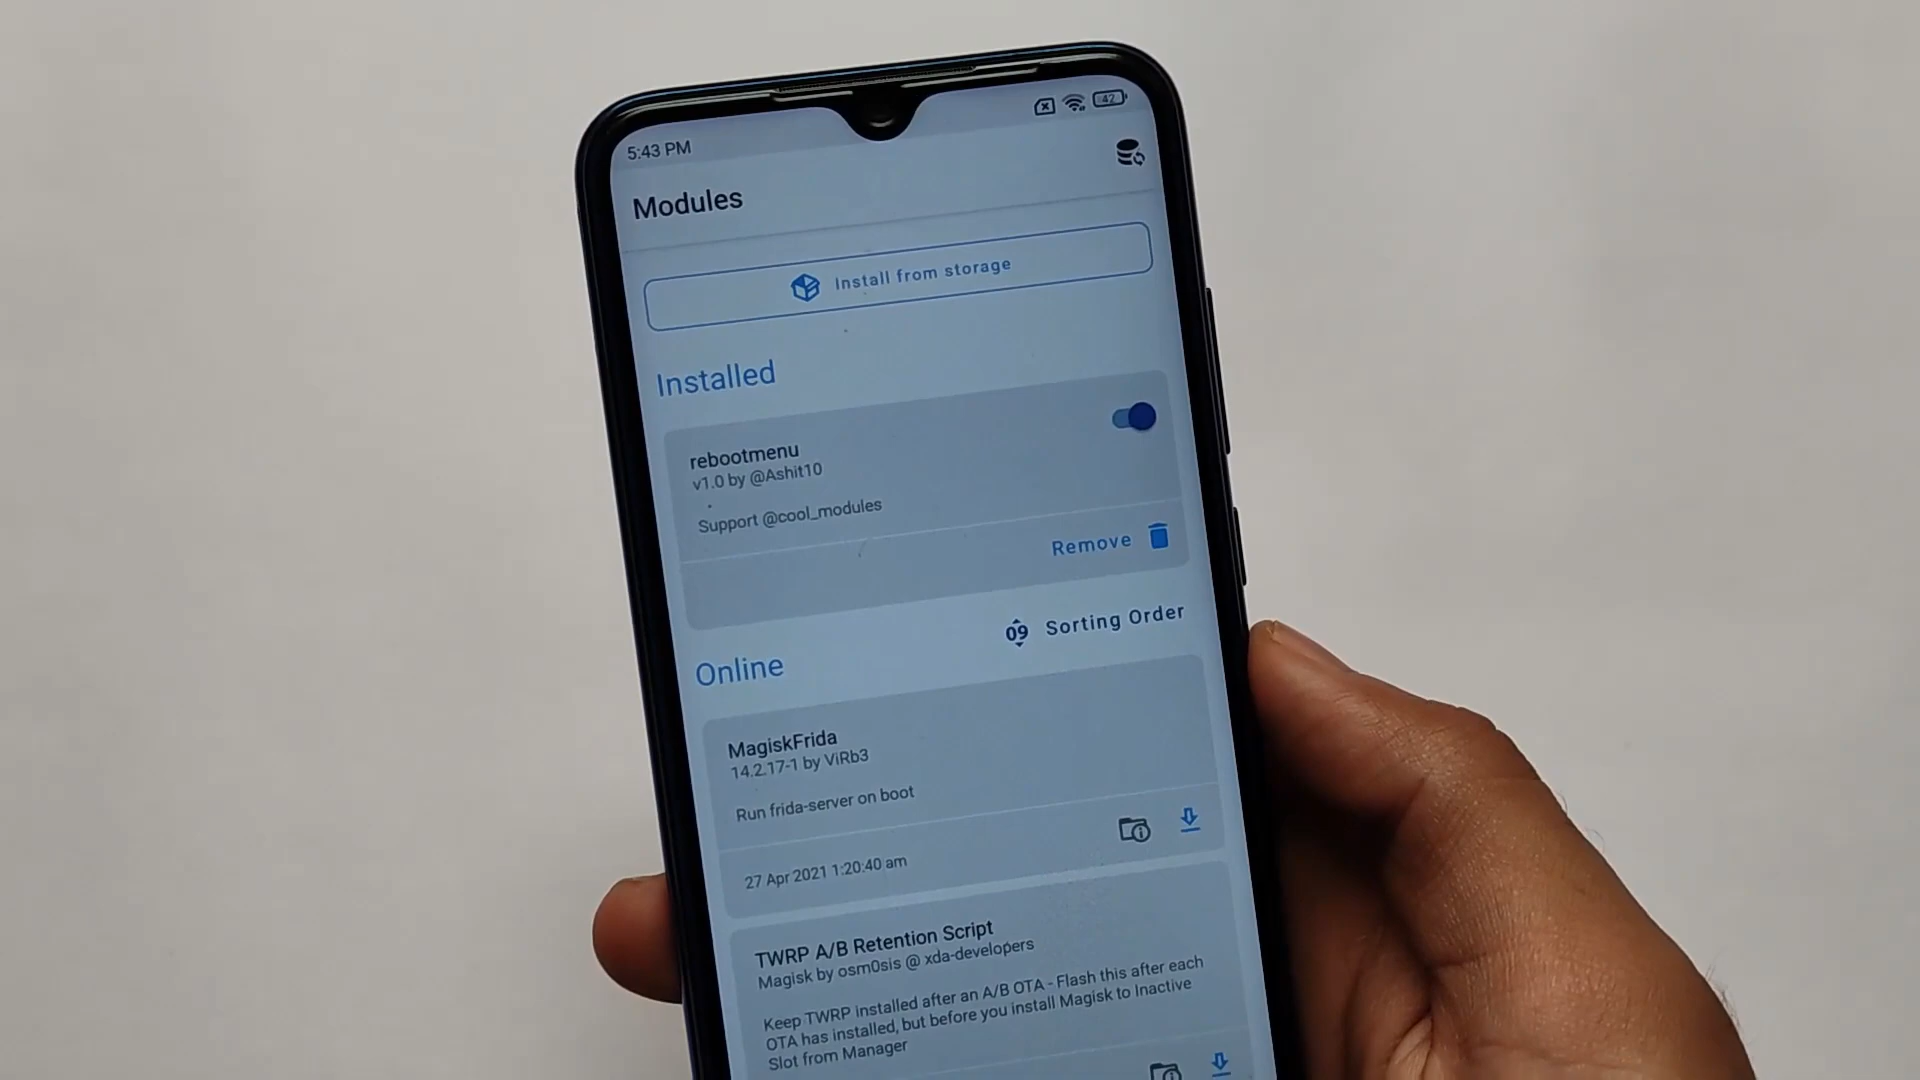 5:43 PM
42
Modules
Install from storage
Installed
rebootmenu
v1.0 by @Ashit10
Support @cool_modules
Remove
09 Sorting Order
Online
MagiskFrida
14.2.17-1 by ViRb3
Run frida-server on boot
27 Apr 2021 1:20:40 am
TWRP A/B Retention Script
Magisk by osm0sis @ xda-developers
Keep TWRP installed after an A/B OTA - Flash this after each
OTA has installed, but before you install Magisk to Inactive
Slot from Manager